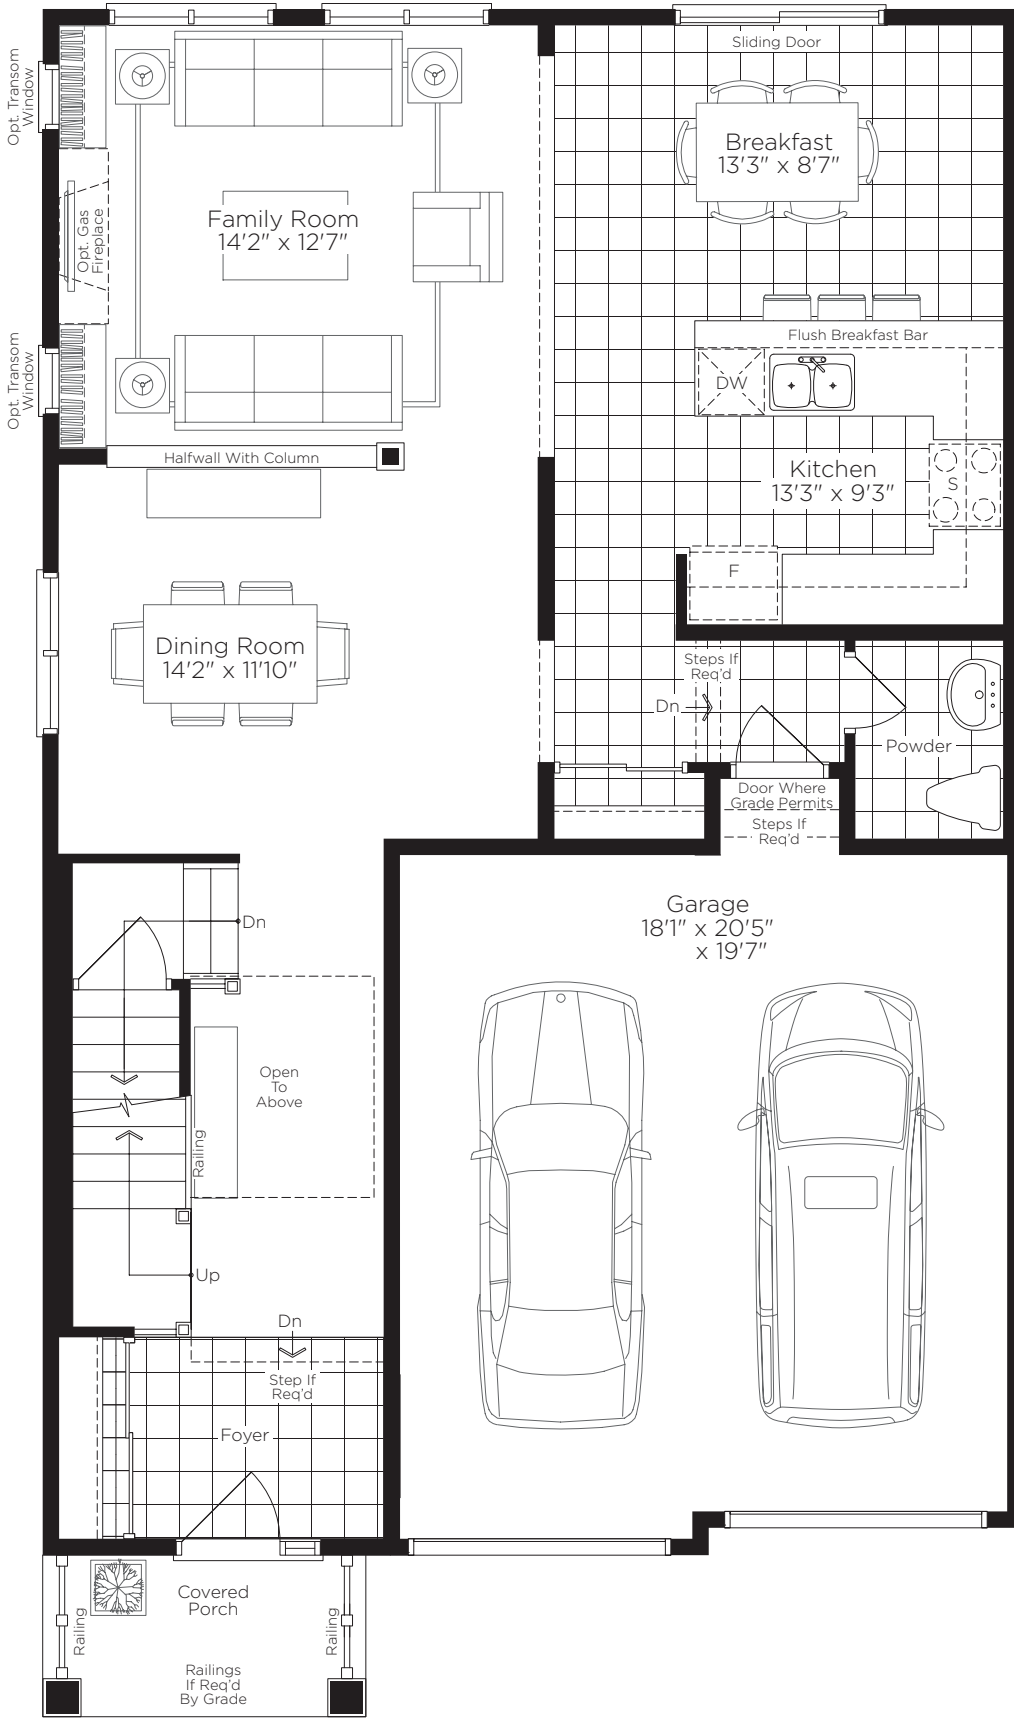 Sliding Door
Opt. Transom
Window
Breakfast
13'3" x 8'7"
Family Room
14'2" x 12'7"
Opt. Gas
Fireplace
Flush Breakfast Bar
DW
Opt. Transom
Window
Halfwall With Column
Kitchen
13'3" x 9'3"
S
F
Dining Room
14'2" x 11'10"
Steps If
Req'd
Dn
Powder
Door Where
Grade Permits
Steps If
Req'd
Garage
18'1" x 20'5"
x 19'7"
Dn
Open
To
Above
Railing
Up
Dn
Step If
Req'd
Foyer
Covered
Porch
Railing
Railing
Railings
If Req'd
By Grade